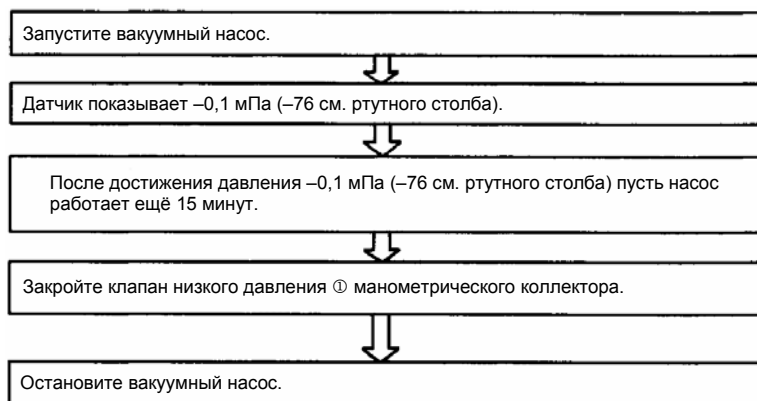 Запустите вакуумный насос.
Датчик показывает –0,1 мПа (–76 см. ртутного столба).
После достижения давления –0,1 мПа (–76 см. ртутного столба) пусть насос
работает ещё 15 минут.
Закройте клапан низкого давления ① манометрического коллектора.
Остановите вакуумный насос.